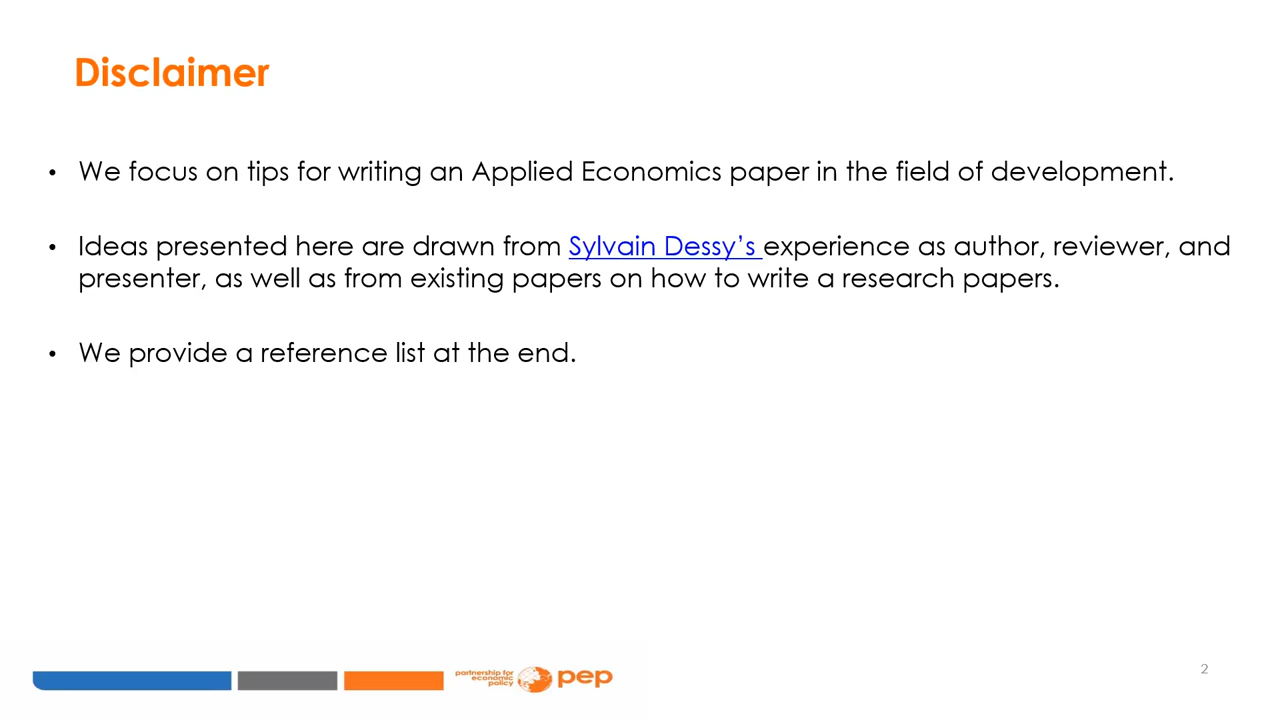 Disclaimer
• We focus on tips for writing an Applied Economics paper in the field of development.
• Ideas presented here are drawn from Sylvain Dessy’s experience as author, reviewer, and
presenter, as well as from existing papers on how to write a research papers.
• We provide a reference list at the end.
partnership for
economic
policy
pep
2